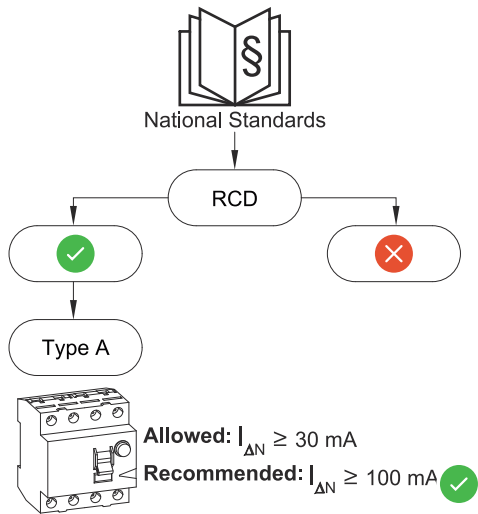 §
National Standards
RCD
Type A
Allowed: IΔN ≥ 30 mA
Recommended: IΔN ≥ 100 mA